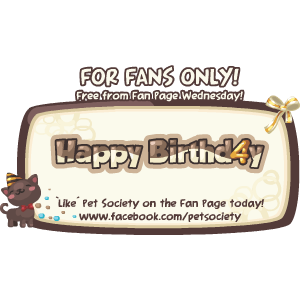 FOR FANS ONLY!
Free from Fan Page Wednesday!
Happy Birthd4y
"Like" Pet Society on the Fan Page today!
www.facebook.com/petsociety